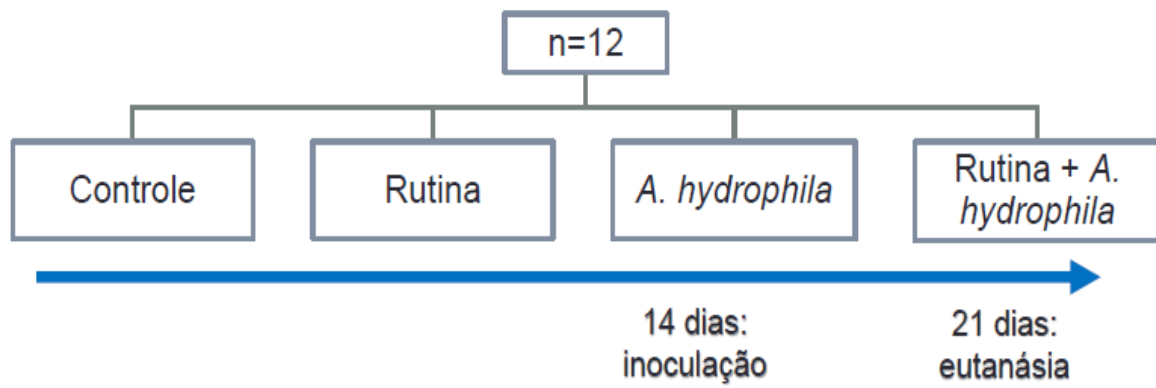 n=12
Controle
Rutina
A. hydrophila
Rutina + A.
hydrophila
14 dias:
inoculação
21 dias:
eutanásia